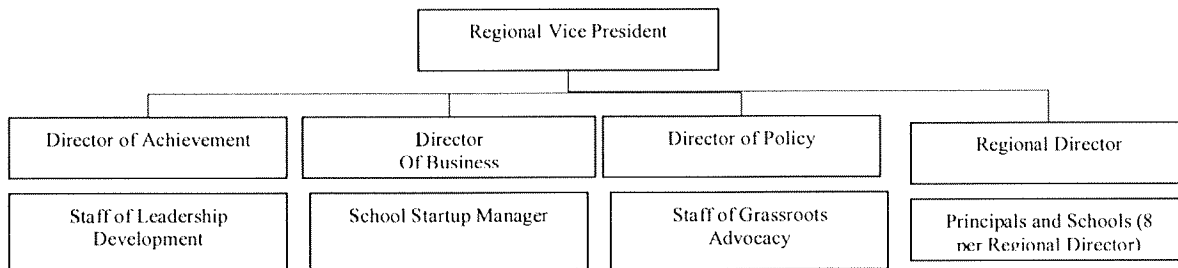 Regional Vice President
Director of Achievement
Director
Of Business
Director of Policy
Regional Director
Staff of Leadership
Development
School Startup Manager
Staff of Grassroots
Advocacy
Principals and Schools (8
per Regional Director)